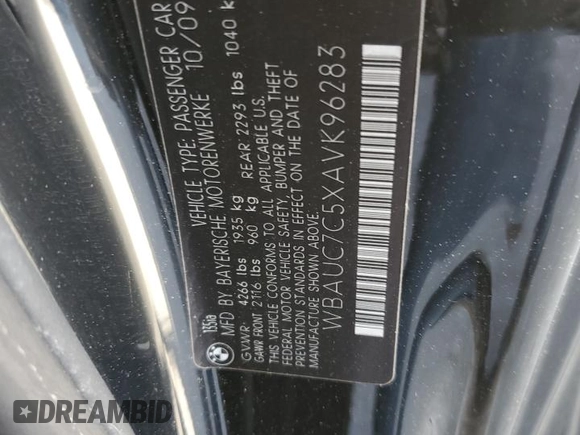 VEHICLE TYPE: PASSENGER CAR
MFD BY BAYERISCHE MOTORENWERKE 10/09
GVWR 4266 lbs 1935 kg
GAWR FRONT 2116 lbs 960 kg REAR 2293 lbs 1040 k
THIS VEHICLE CONFORMS TO ALL APPLICABLE U.S.
FEDERAL MOTOR VEHICLE SAFETY, BUMPER AND THEFT
PREVENTION STANDARDS IN EFFECT ON THE DATE OF
MANUFACTURE SHOWN ABOVE.
WBAUC7C5XAVK96283
BMW
DREAMBID